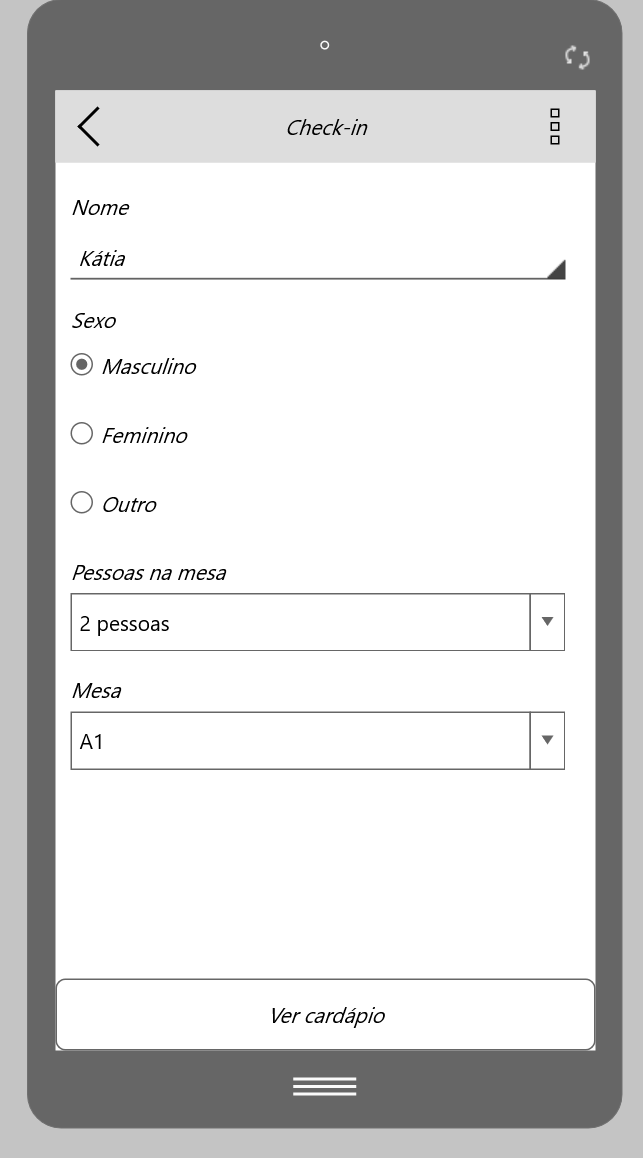 Check-in
Nome
Kátia
Sexo
Masculino
Feminino
Outro
Pessoas na mesa
2 pessoas
Mesa
A1
Ver cardápio